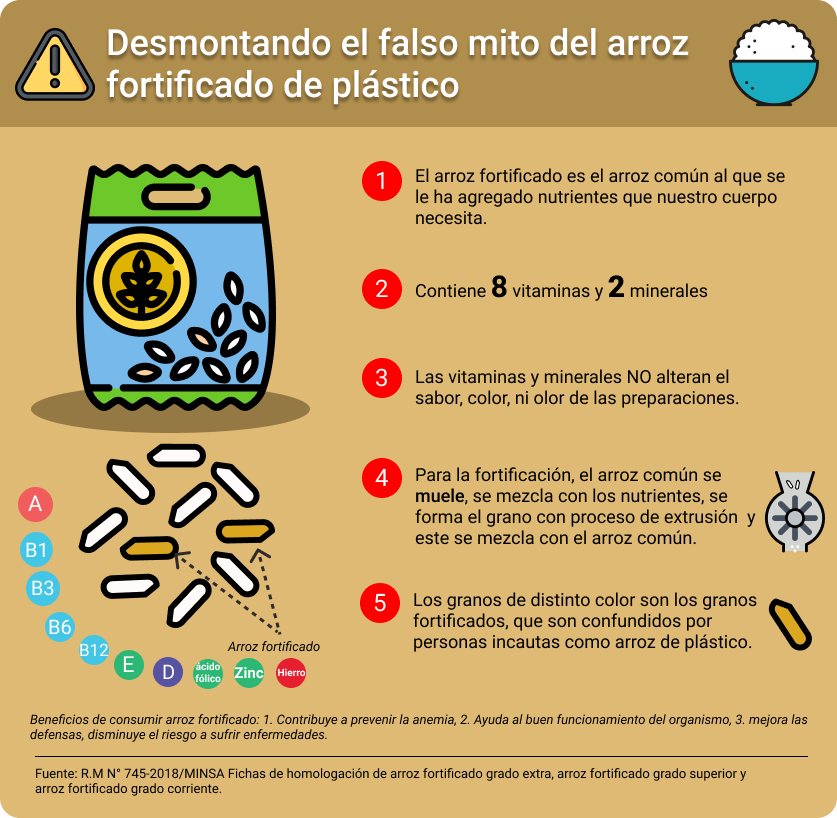 Desmontando el falso mito del arroz
fortificado de plástico
1
El arroz fortificado es el arroz común al que se
le ha agregado nutrientes que nuestro cuerpo
necesita.
2
Contiene 8 vitaminas y 2 minerales
3
Las vitaminas y minerales NO alteran el
sabor, color, ni olor de las preparaciones.
4
Para la fortificación, el arroz común se
muele, se mezcla con los nutrientes, se
forma el grano con proceso de extrusión y
este se mezcla con el arroz común.
5
Los granos de distinto color son los granos
fortificados, que son confundidos por
personas incautas como arroz de plástico.
A
B1
B3
B6
B12
E
D
ácido
fólico
Zinc
Hierro
Arroz fortificado
Beneficios de consumir arroz fortificado: 1. Contribuye a prevenir la anemia, 2. Ayuda al buen funcionamiento del organismo, 3. mejora las
defensas, disminuye el riesgo a sufrir enfermedades.
Fuente: R.M N° 745-2018/MINSA Fichas de homologación de arroz fortificado grado extra, arroz fortificado grado superior y
arroz fortificado grado corriente.